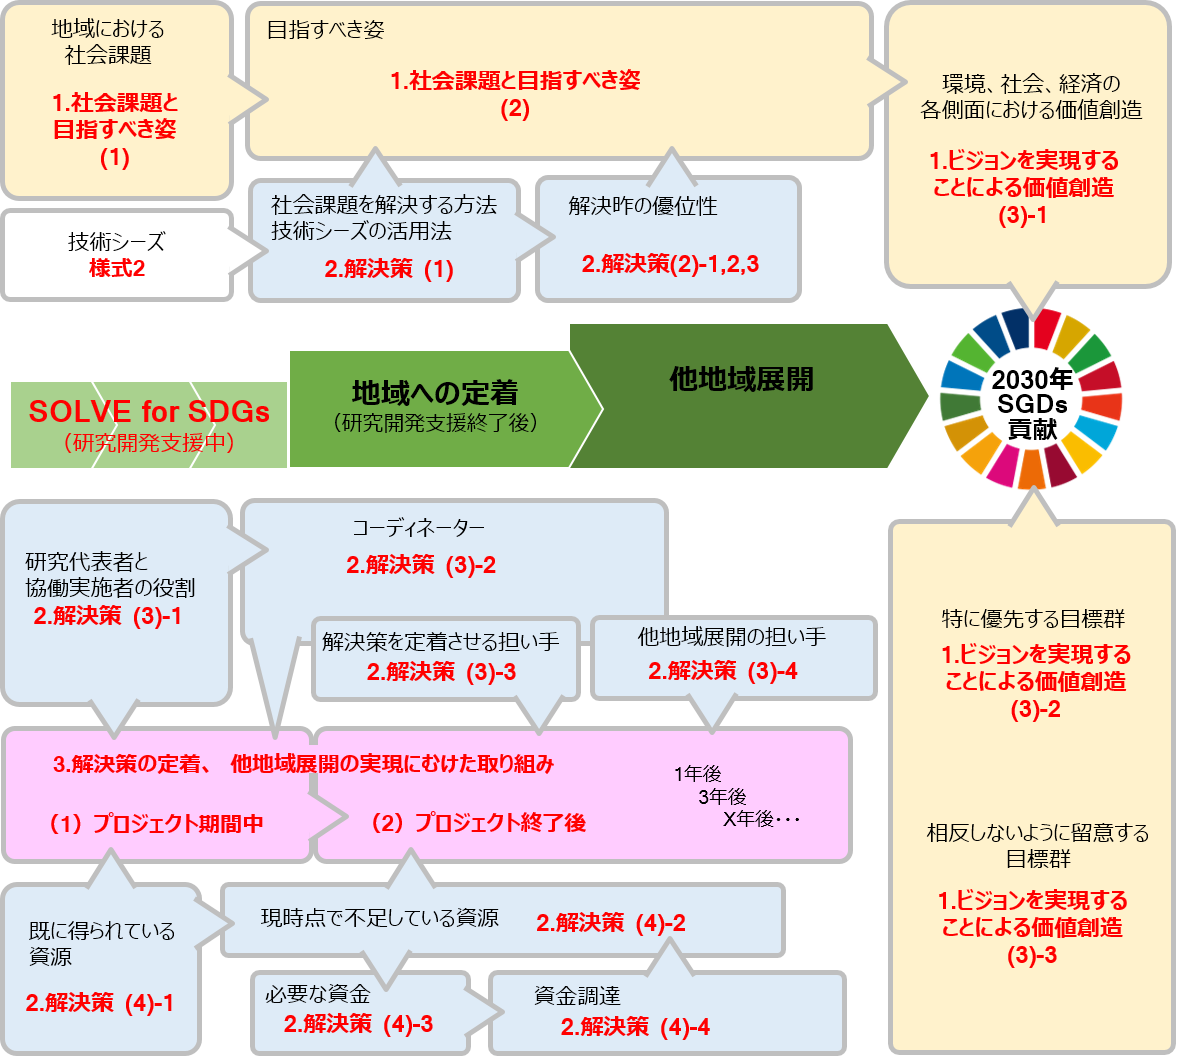 地域における
社会課題
1.社会課題と
目指すべき姿
(1)
目指すべき姿
1.社会課題と目指すべき姿
(2)
環境、社会、経済の
各側面における価値創造
1.ビジョンを実現する
ことによる価値創造
(3)-1
技術シーズ
様式2
社会課題を解決する方法
技術シーズの活用法
2.解決策 (1)
解決昨の優位性
2.解決策(2)-1,2,3
SOLVE for SDGs
（研究開発支援中）
地域への定着
（研究開発支援終了後）
他地域展開
2030年
SGDs
貢献
研究代表者と
協働実施者の役割
2.解決策 (3)-1
コーディネーター
2.解決策 (3)-2
解決策を定着させる担い手
2.解決策 (3)-3
他地域展開の担い手
2.解決策 (3)-4
3.解決策の定着、 他地域展開の実現にむけた取り組み
（1）プロジェクト期間中
（2）プロジェクト終了後
1年後
3年後
X年後・・・
特に優先する目標群
1.ビジョンを実現する
ことによる価値創造
(3)-2
相反しないように留意する
目標群
1.ビジョンを実現する
ことによる価値創造
(3)-3
既に得られている
資源
2.解決策 (4)-1
現時点で不足している資源 2.解決策 (4)-2
必要な資金
2.解決策 (4)-3
資金調達
2.解決策 (4)-4